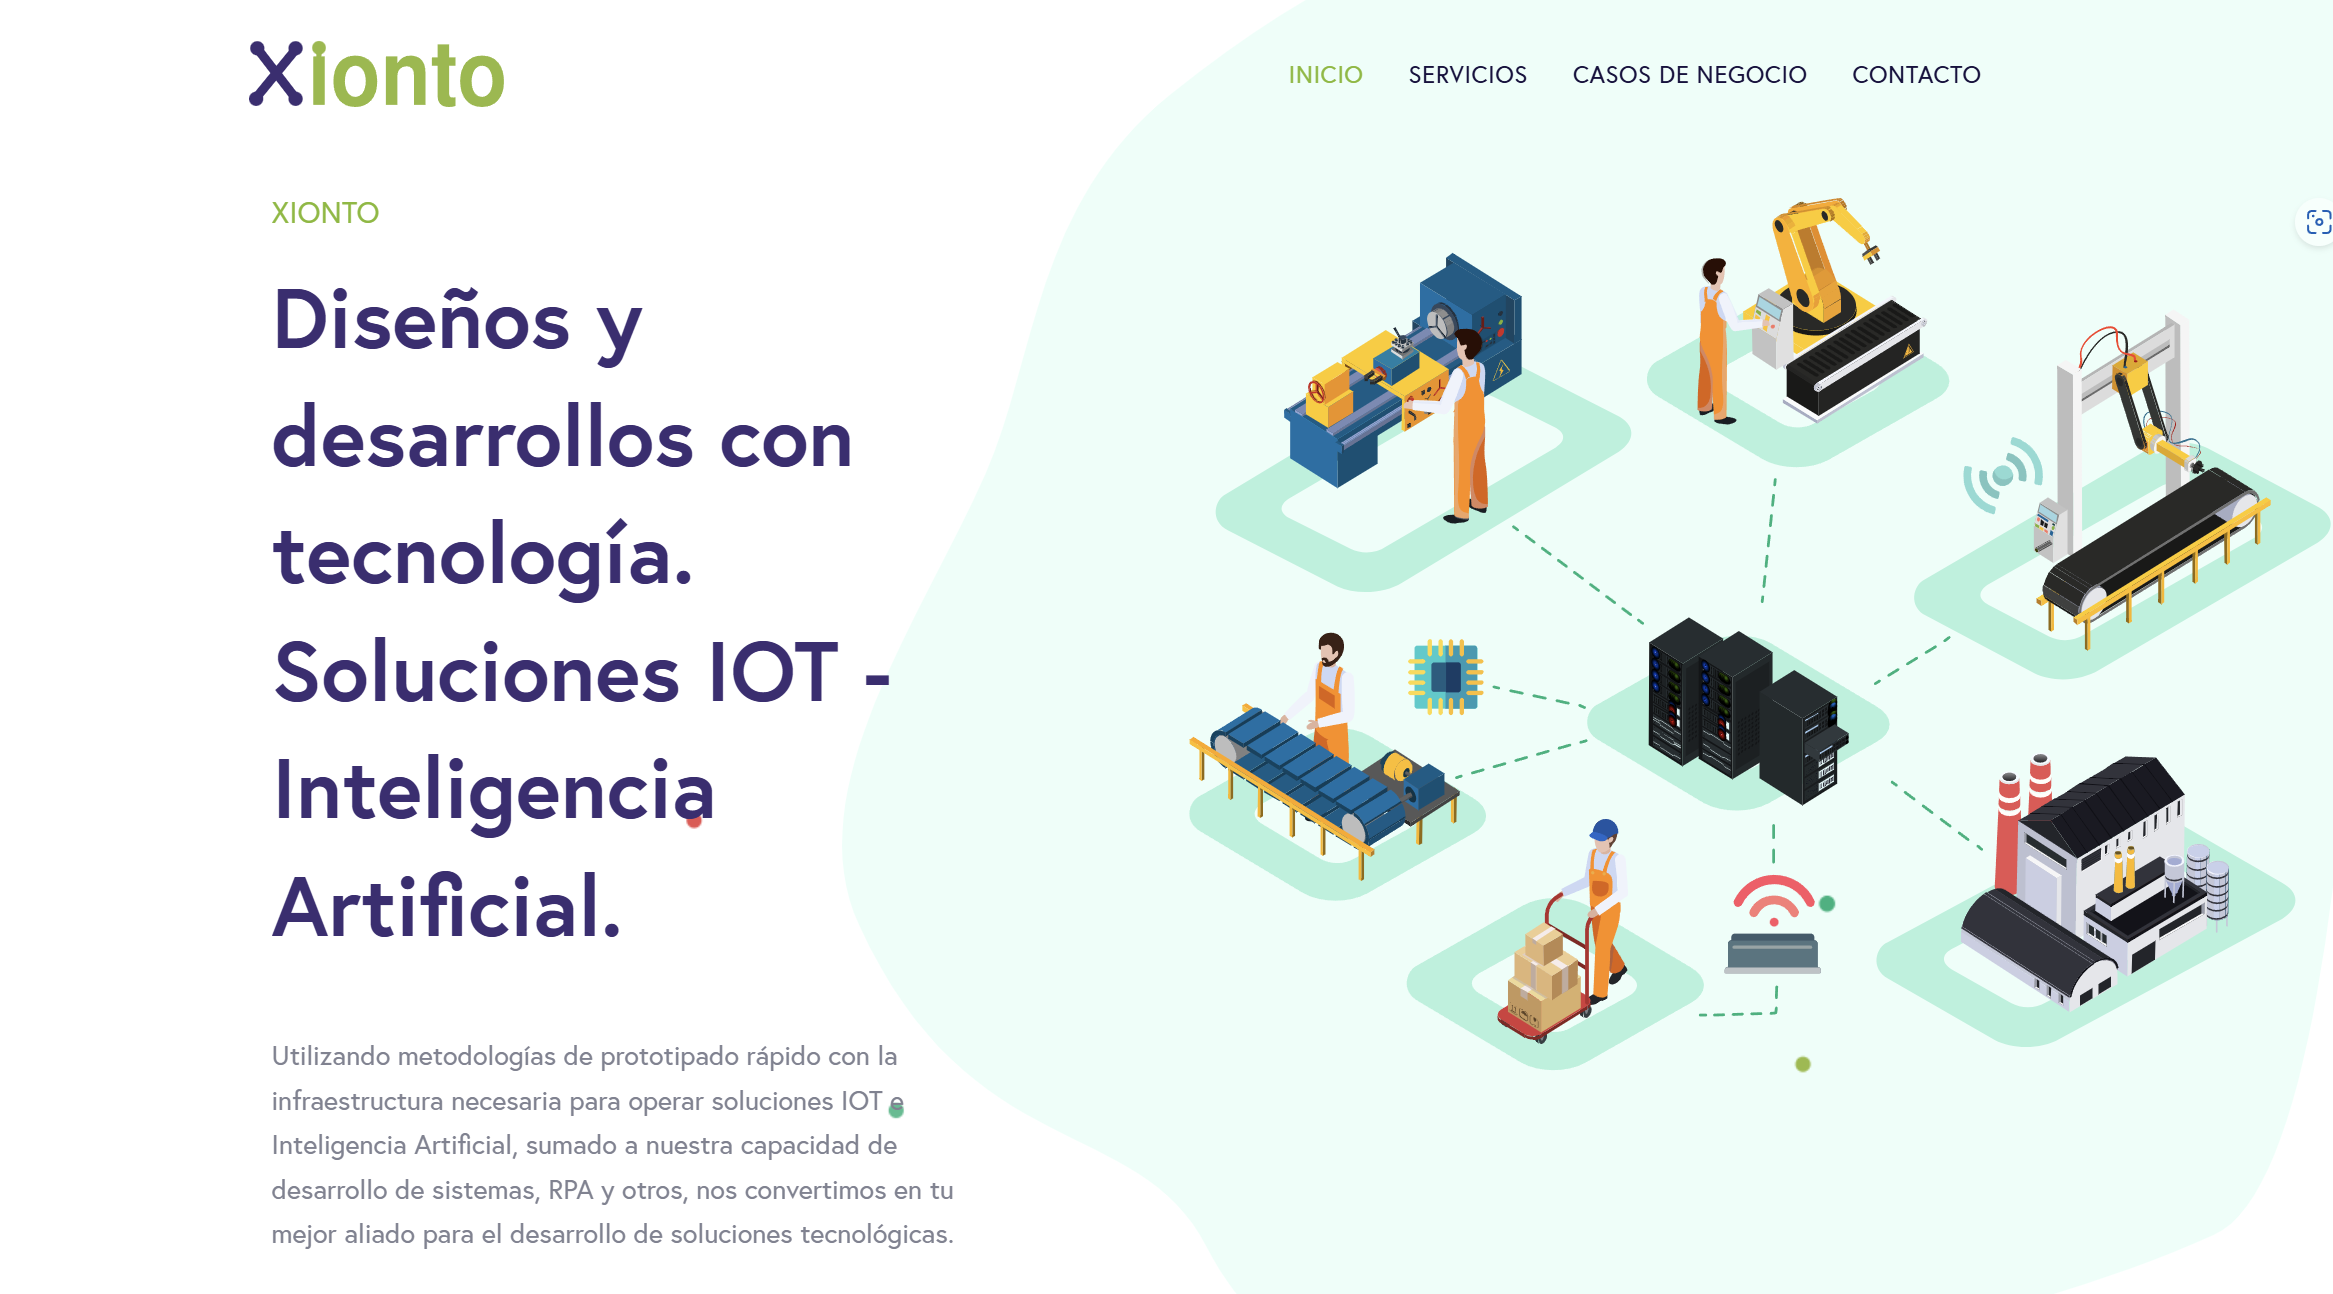 Xionto
INICIO SERVICIOS CASOS DE NEGOCIO CONTACTO
XIONTO
Diseños y
desarrollos con
tecnología.
Soluciones IOT -
Inteligencia
Artificial.
Utilizando metodologías de prototipado rápido con la
infraestructura necesaria para operar soluciones IOT e
Inteligencia Artificial, sumado a nuestra capacidad de
desarrollo de sistemas, RPA y otros, nos convertimos en tu
mejor aliado para el desarrollo de soluciones tecnológicas.